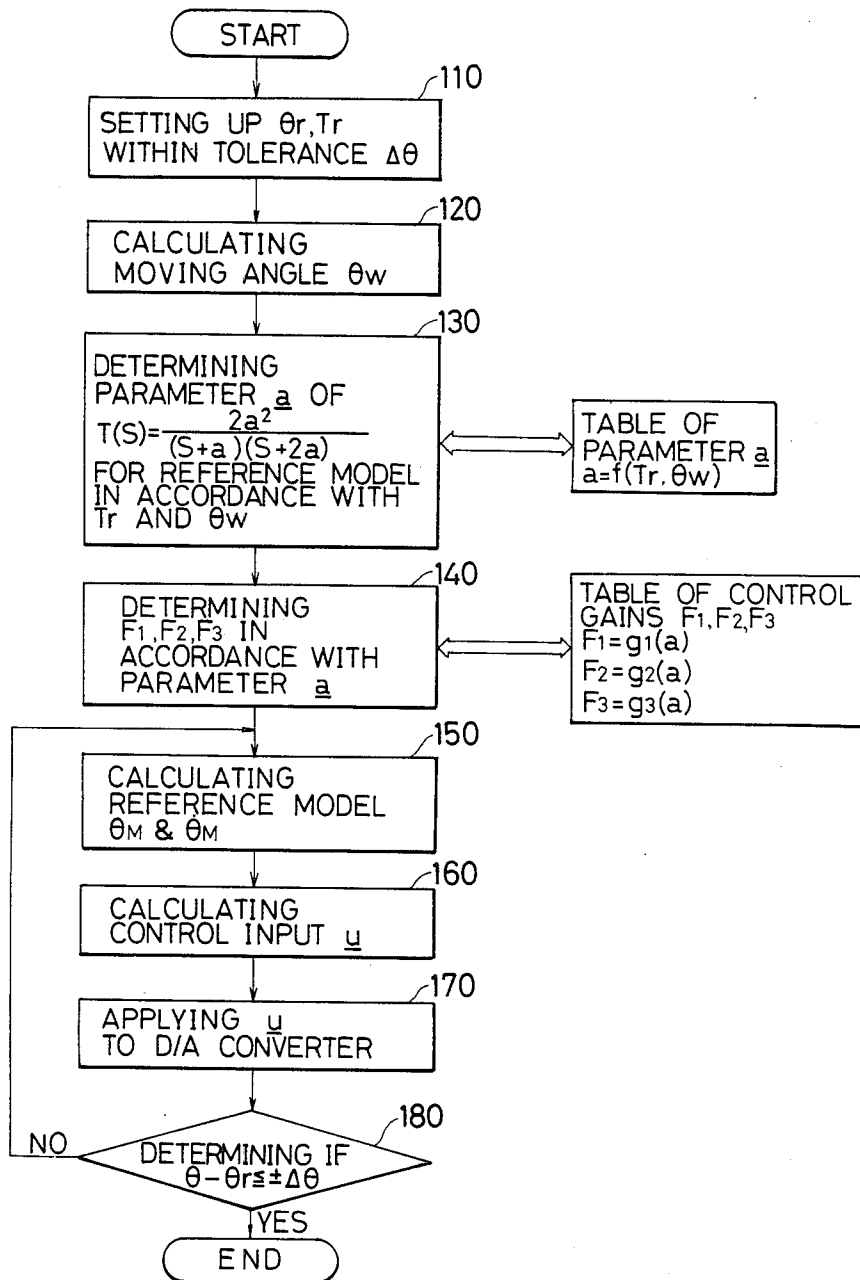 START
110
SETTING UP θr,Tr
WITHIN TOLERANCE Δθ
120
CALCULATING
MOVING ANGLE θw
130
DETERMINING
PARAMETER a OF
T(S)=2a²/(S+a)(S+2a)
FOR REFERENCE MODEL
IN ACCORDANCE WITH
Tr AND θw
TABLE OF
PARAMETER a
a=f(Tr,θw)
140
DETERMINING
F1,F2,F3 IN
ACCORDANCE WITH
PARAMETER a
TABLE OF CONTROL
GAINS F1,F2,F3
F1=g1(a)
F2=g2(a)
F3=g3(a)
150
CALCULATING
REFERENCE MODEL
θM & θ̇M
160
CALCULATING
CONTROL INPUT u
170
APPLYING u
TO D/A CONVERTER
180
NO
DETERMINING IF
θ-θr≦±Δθ
YES
END